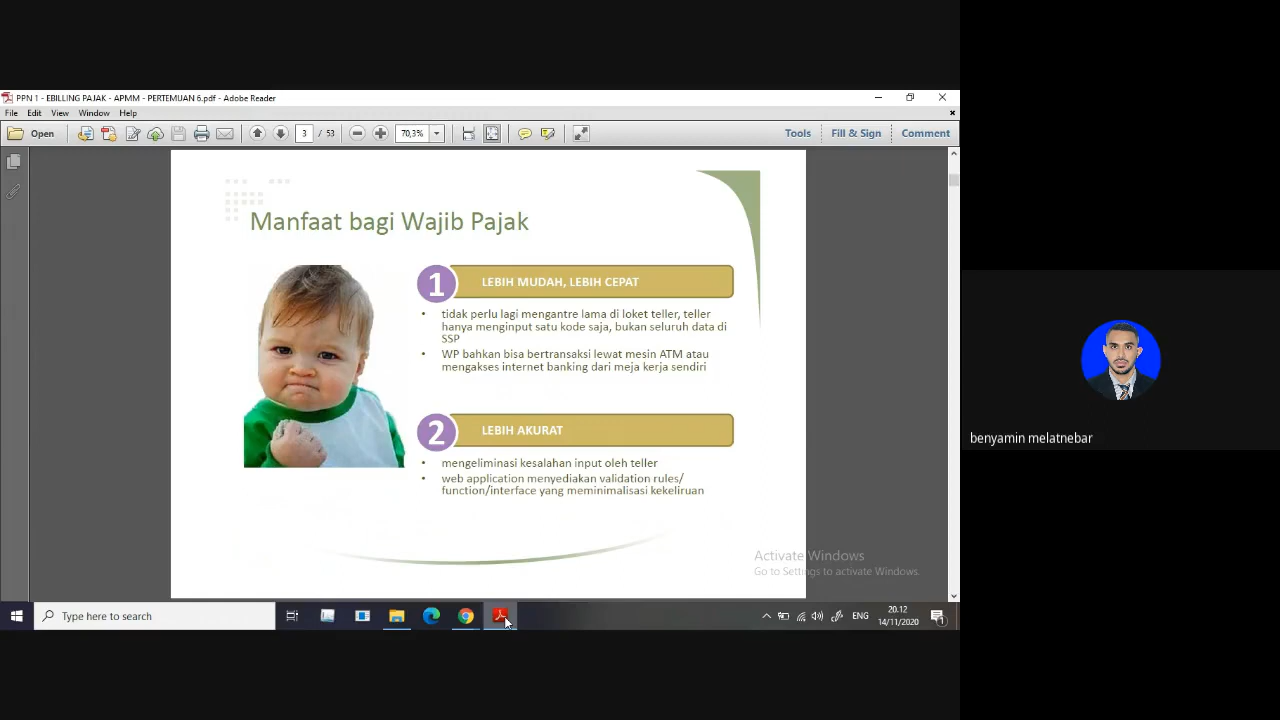 PPN 1 - EBILLING PAJAK - APMM - PERTEMUAN 6.pdf - Adobe Reader
File Edit View Window Help
Open 3 / 53 70,3% Tools Fill & Sign Comment
Manfaat bagi Wajib Pajak
1 LEBIH MUDAH, LEBIH CEPAT
• tidak perlu lagi mengantre lama di loket teller, teller
hanya menginput satu kode saja, bukan seluruh data di
SSP
• WP bahkan bisa bertransaksi lewat mesin ATM atau
mengakses internet banking dari meja kerja sendiri
2 LEBIH AKURAT
• mengeliminasi kesalahan input oleh teller
• web application menyediakan validation rules/
function/interface yang meminimalisasi kekeliruan
benyamin melatnebar
Activate Windows
Go to Settings to activate Windows.
Type here to search
ENG
20.12
14/11/2020
1